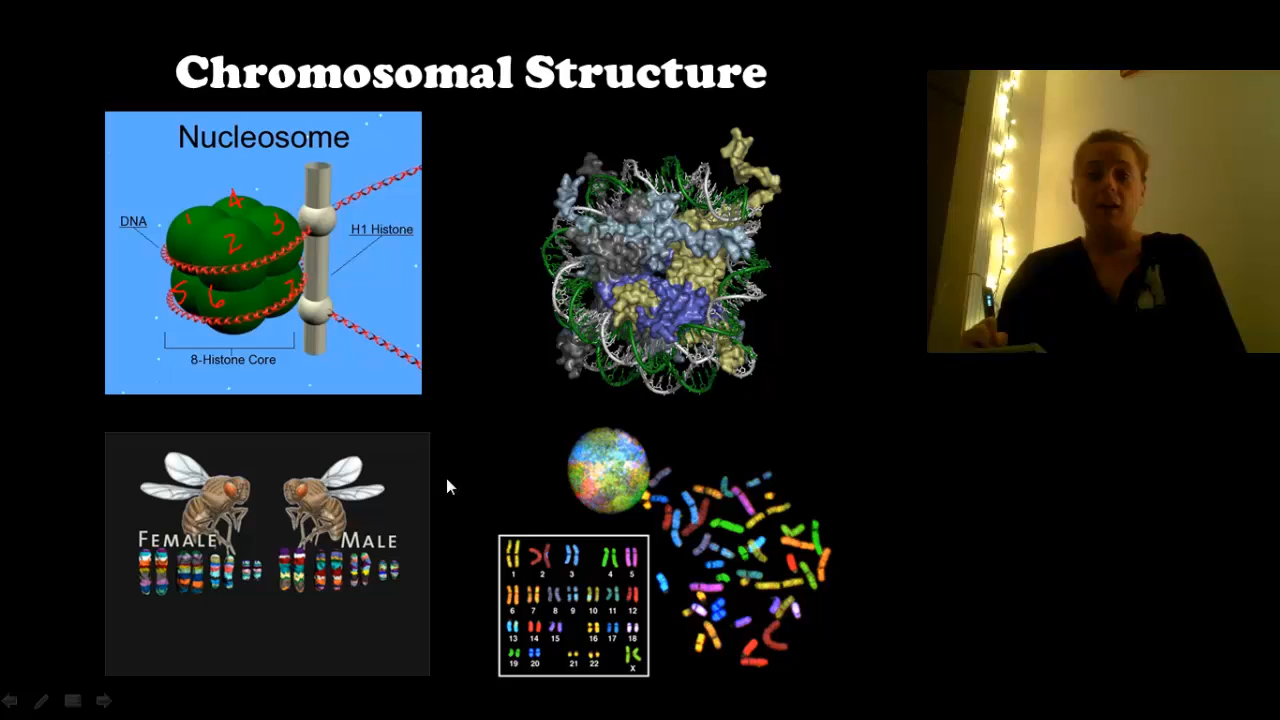 Chromosomal Structure
Nucleosome
DNA
1 4 3
2
H1 Histone
5 6 7
8-Histone Core
FEMALE MALE
1 2 3 4 5
6 7 8 9 10 11 12
13 14 15 16 17 18
19 20 21 22 X